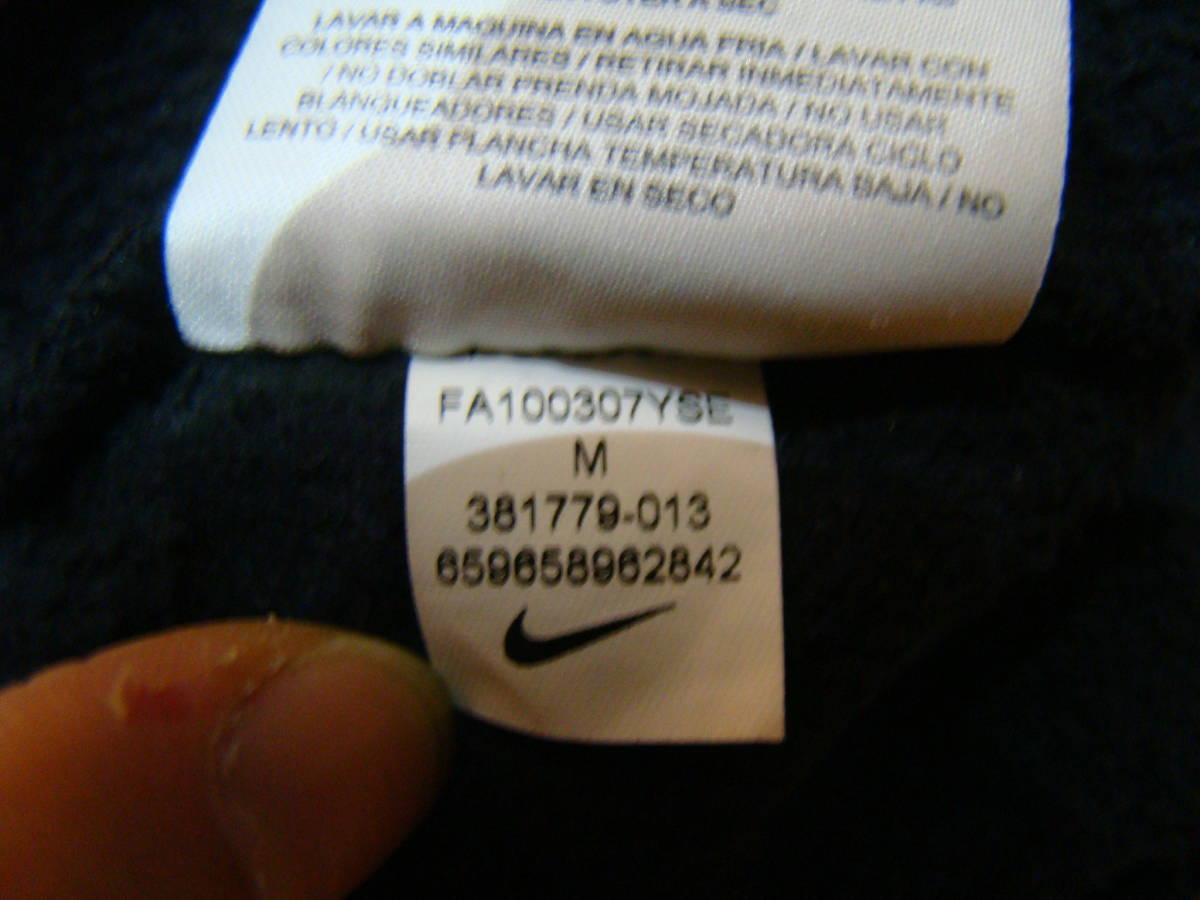 A SEC
LAVAR A MAQUINA EN AGUA FRIA / LAVAR CON
COLORES SIMILARES / RETIRAR INMEDIATAMENTE
/ NO DOBLAR PRENDA MOJADA / NO USAR
BLANQUEADORES / USAR SECADORA CICLO
LENTO / USAR PLANCHA TEMPERATURA BAJA / NO
LAVAR EN SECO
FA100307YSE
M
381779-013
659658962842